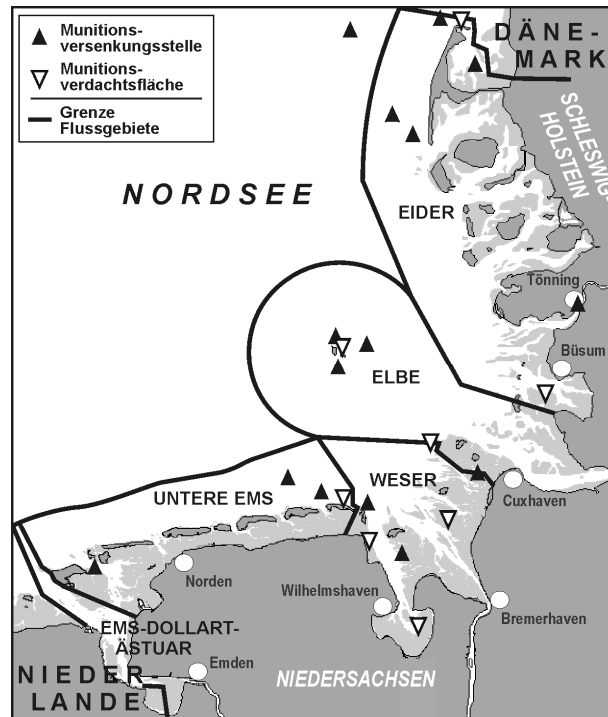 Munitions-
versenkungsstelle
Munitions-
verdachtsfläche
Grenze
Flussgebiete
DÄNE-
MARK
SCHLESWIG-
HOLSTEIN
NORDSEE
EIDER
Tönning
Büsum
ELBE
WESER
UNTERE EMS
Cuxhaven
Norden
Wilhelmshaven
Bremerhaven
EMS-DOLLART-
ÄSTUAR
Emden
NIEDERSACHSEN
NIEDER-
LANDE